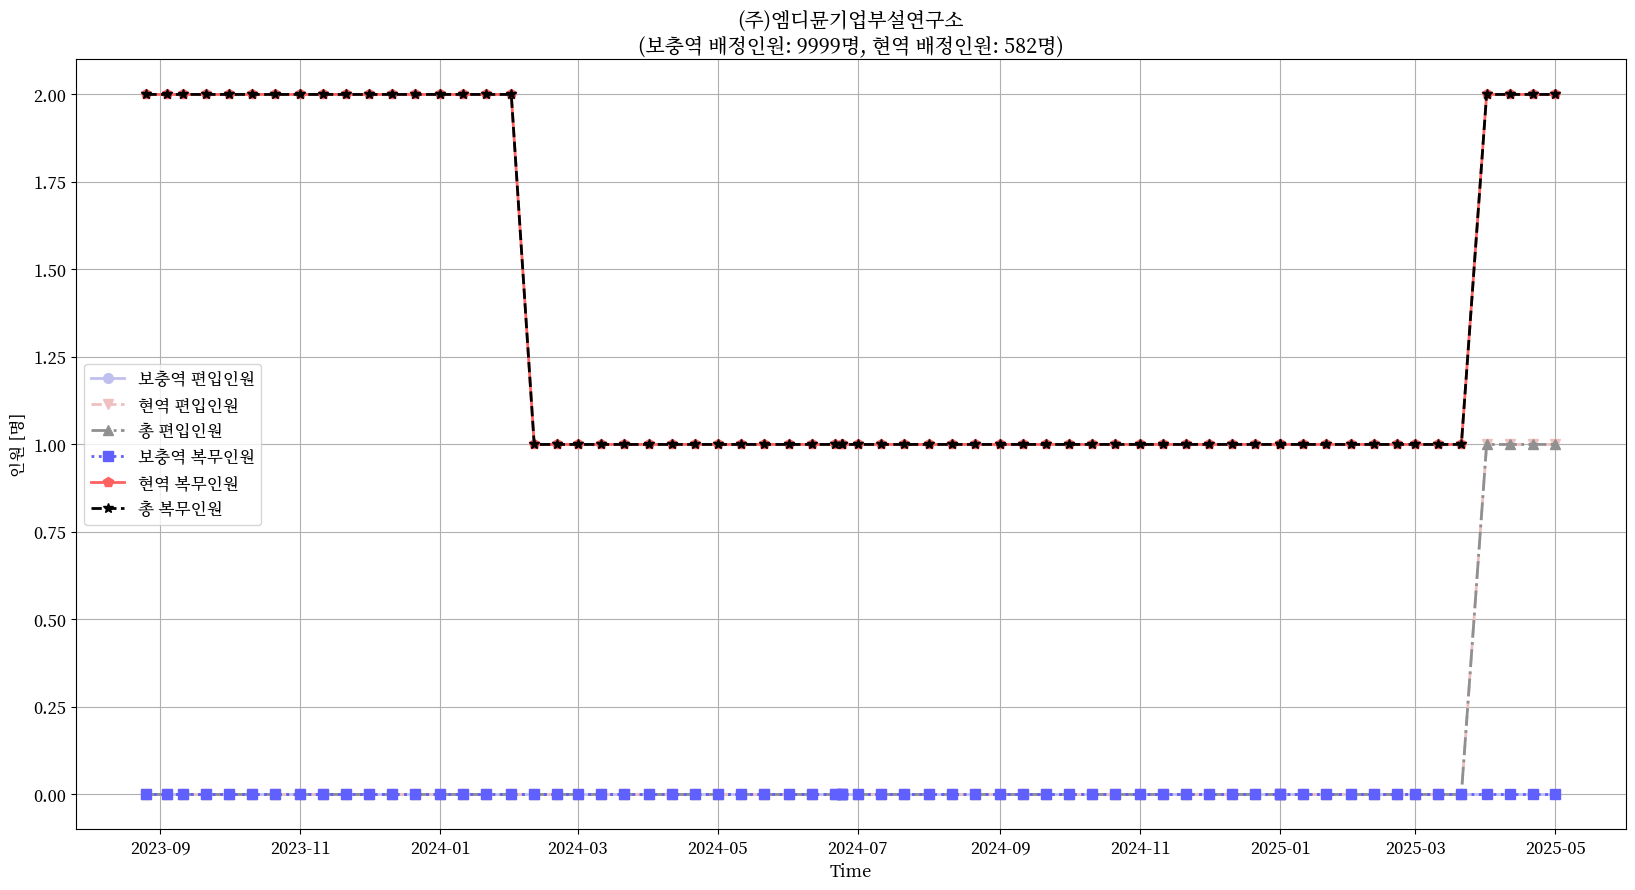 (주)엠디뮨기업부설연구소
(보충역 배정인원: 9999명, 현역 배정인원: 582명)
2.00
1.75
1.50
1.25
1.00
0.75
0.50
0.25
0.00
인원 [명]
보충역 편입인원
현역 편입인원
총 편입인원
보충역 복무인원
현역 복무인원
총 복무인원
2023-09
2023-11
2024-01
2024-03
2024-05
2024-07
2024-09
2024-11
2025-01
2025-03
2025-05
Time